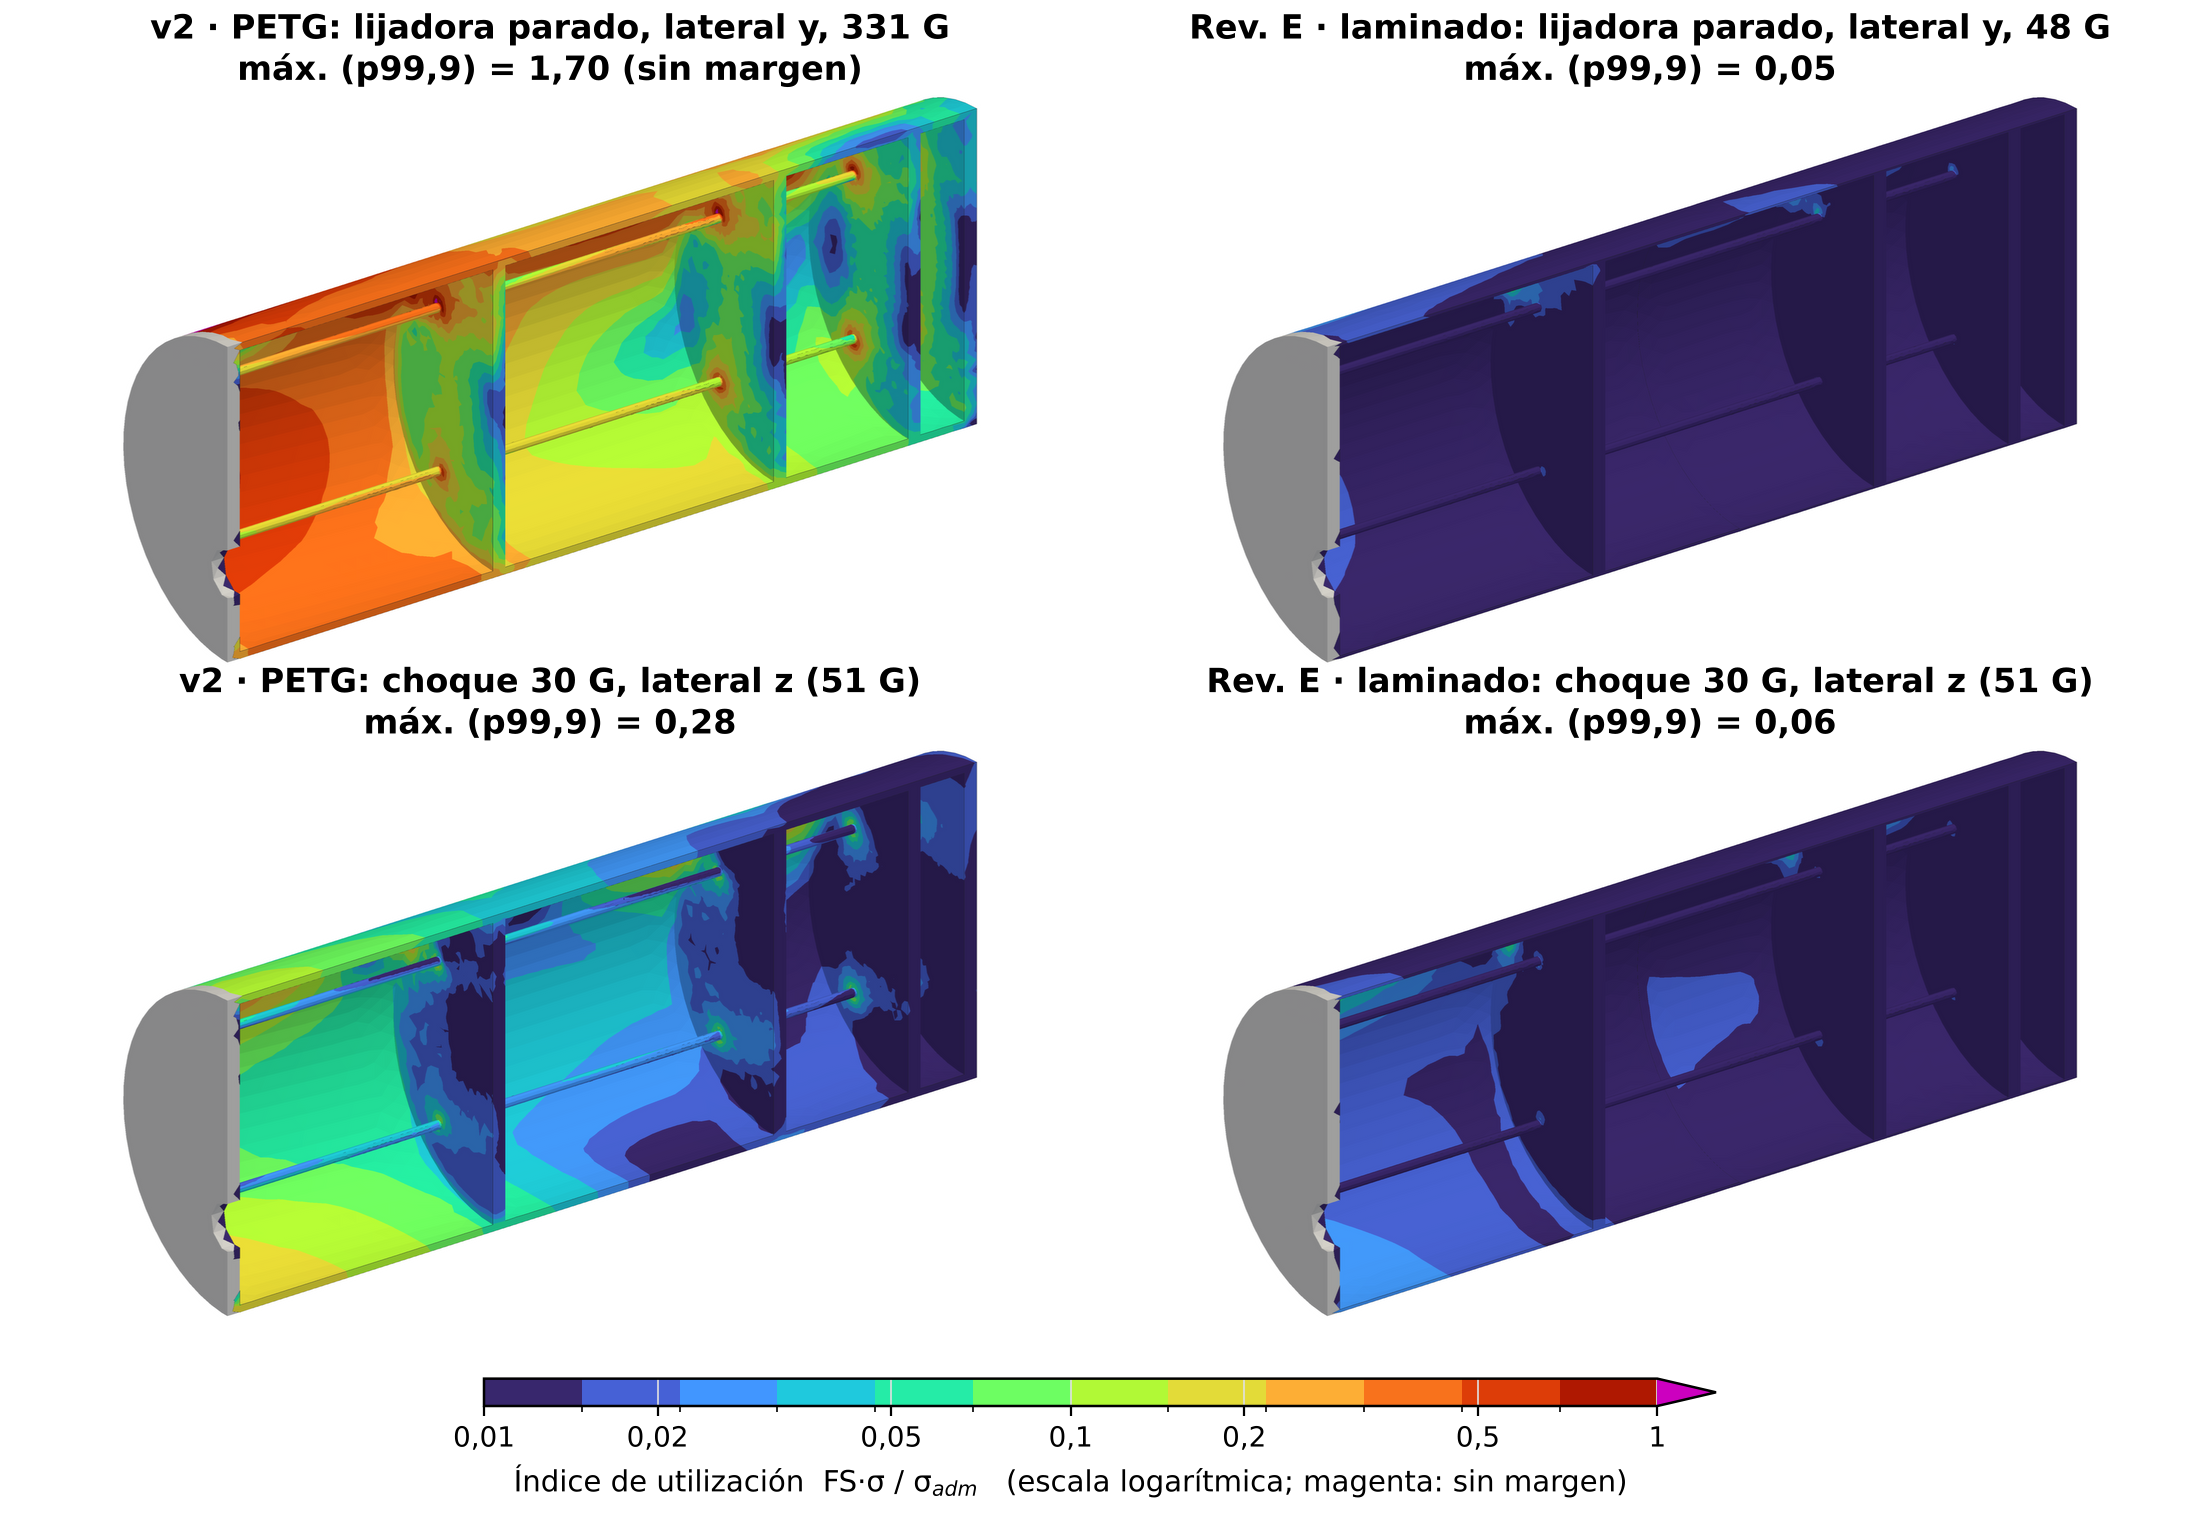 v2 · PETG: lijadora parado, lateral y, 331 G
máx. (p99,9) = 1,70 (sin margen)
Rev. E · laminado: lijadora parado, lateral y, 48 G
máx. (p99,9) = 0,05
v2 · PETG: choque 30 G, lateral z (51 G)
máx. (p99,9) = 0,28
Rev. E · laminado: choque 30 G, lateral z (51 G)
máx. (p99,9) = 0,06
0,01 0,02 0,05 0,1 0,2 0,5 1
Índice de utilización FS·σ / σadm (escala logarítmica; magenta: sin margen)